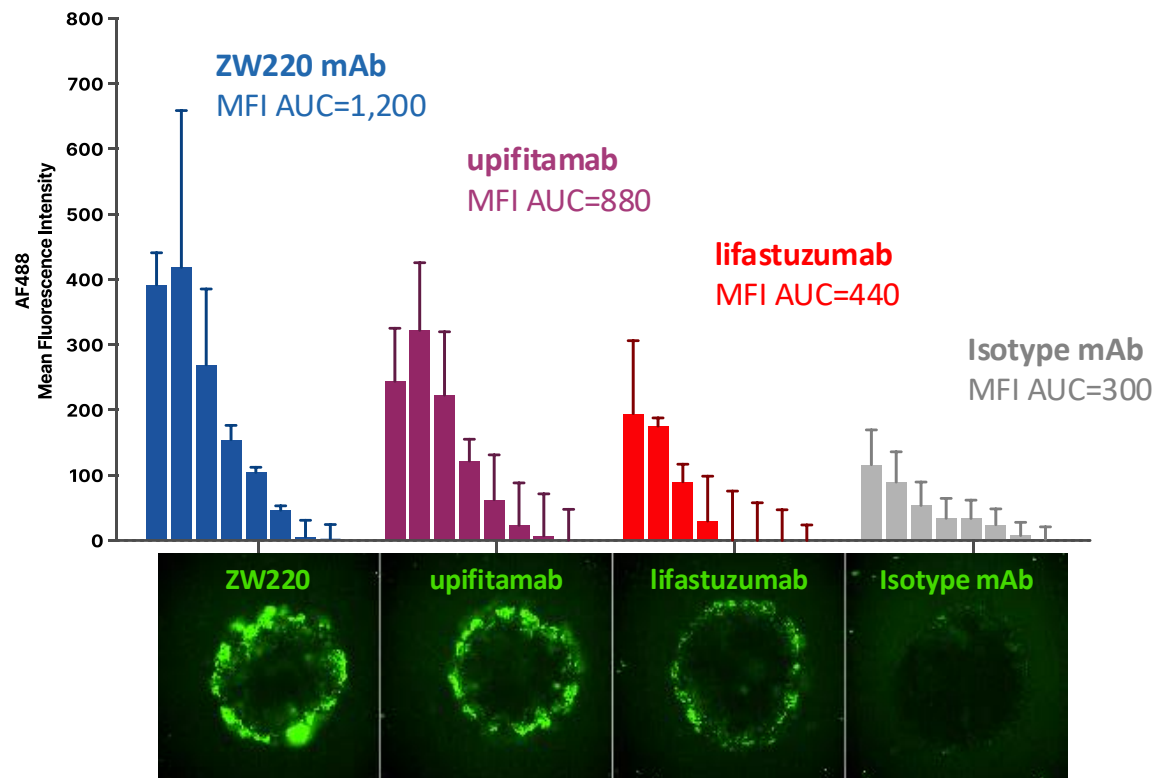 800
700
600
500
400
300
200
100
0
AF488
Mean Fluorescence Intensity
ZW220 mAb
MFI AUC=1,200
upifitamab
MFI AUC=880
lifastuzumab
MFI AUC=440
Isotype mAb
MFI AUC=300
ZW220
upifitamab
lifastuzumab
Isotype mAb